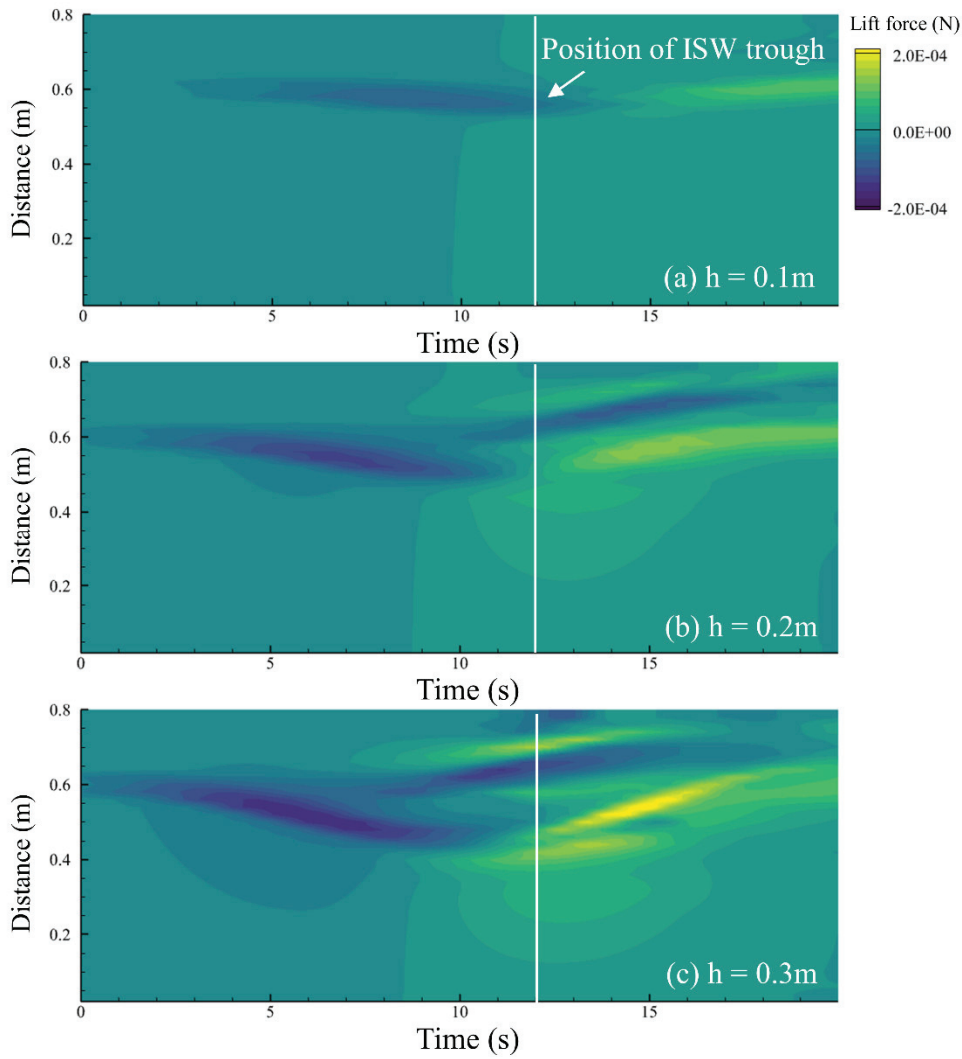 Lift force (N)
2.0E-04
0.0E+00
-2.0E-04
Distance (m)
0.8
0.6
0.4
0.2
Position of ISW trough
(a) h = 0.1m
0 5 10 15
Time (s)
Distance (m)
0.8
0.6
0.4
0.2
(b) h = 0.2m
0 5 10 15
Time (s)
Distance (m)
0.8
0.6
0.4
0.2
(c) h = 0.3m
0 5 10 15
Time (s)